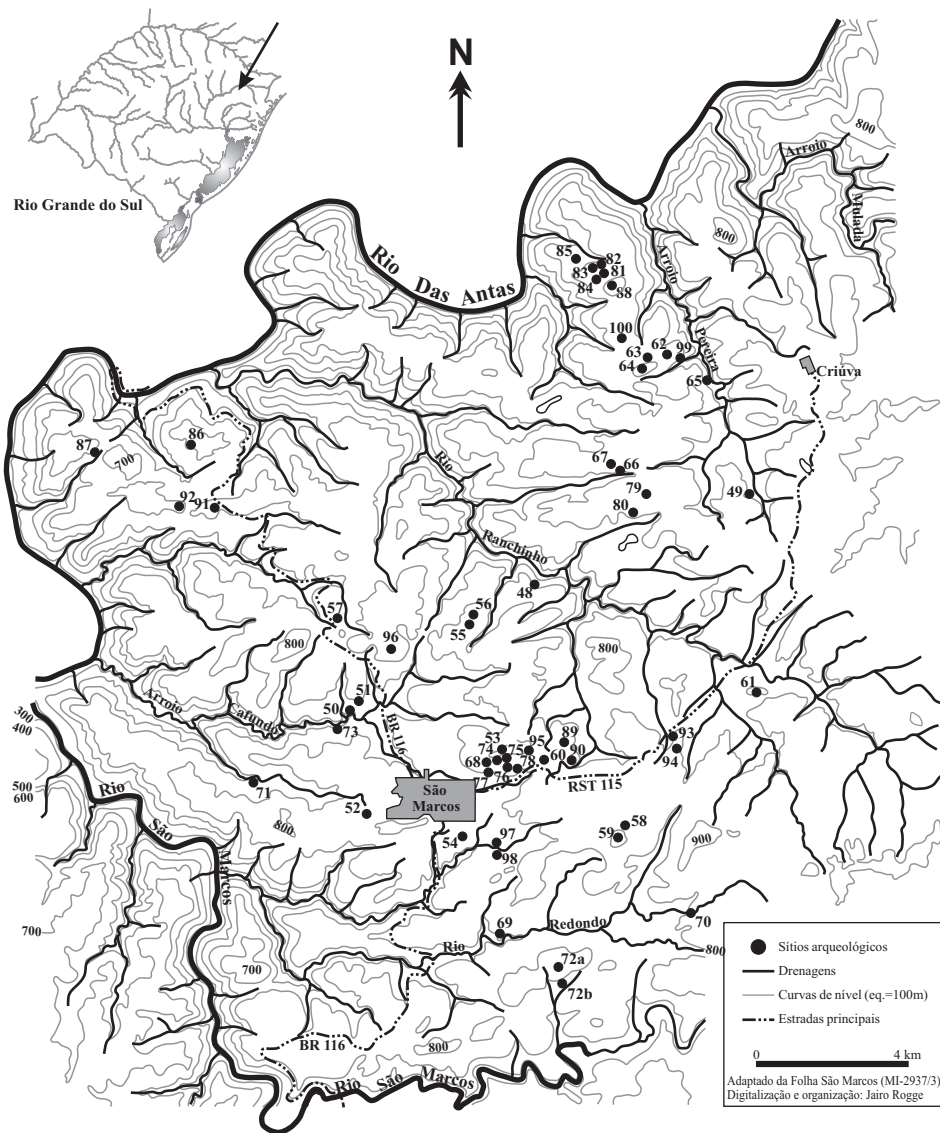 N
Rio Grande do Sul
800
Arroio
Mulada
800
Rio
Das Antas
Arroio
Pereira
85
82
83
81
84
88
100
63
62
99
64
65
Criúva
87
700
86
92
91
Rio
67
66
79
80
49
Ranchinho
48
56
55
57
800
96
800
61
51
50
73
Arroio
Cafundo
BR 116
53
74
75
95
89
68
78
60
90
77
76
93
94
RST 115
São
Marcos
300
400
500
600
Rio
São
Marcos
71
52
800
54
97
98
58
59
900
69
Redondo
70
800
Rio
700
700
72a
72b
BR 116
800
Rio São Marcos
Sítios arqueológicos
Drenagens
Curvas de nível (eq.=100m)
Estradas principais
0 4 km
Adaptado da Folha São Marcos (MI-2937/3)
Digitalização e organização: Jairo Rogge